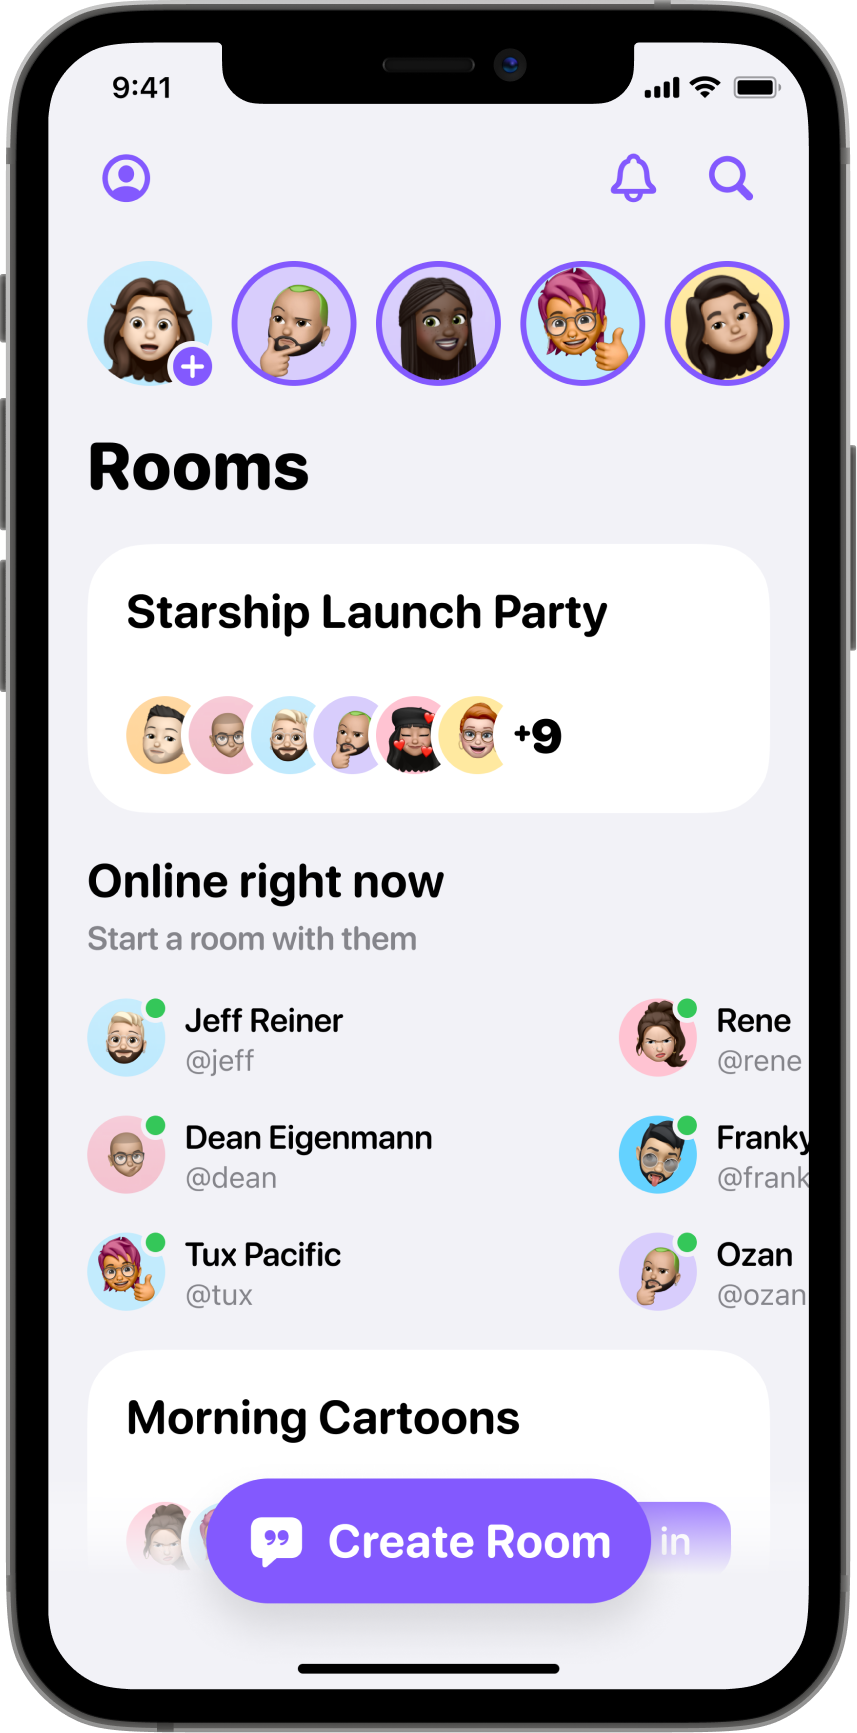 9:41
Rooms
Starship Launch Party
+9
Online right now
Start a room with them
Jeff Reiner
@jeff
Rene
@rene
Dean Eigenmann
@dean
Franky
@frank
Tux Pacific
@tux
Ozan
@ozan
Morning Cartoons
Create Room
in